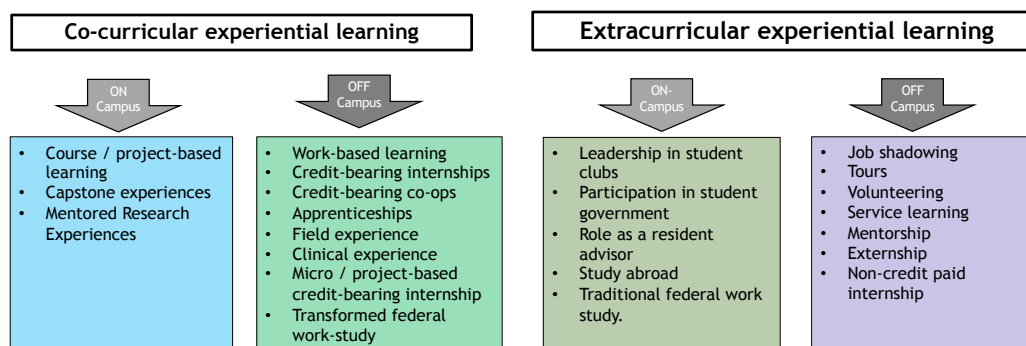 Co-curricular experiential learning
Extracurricular experiential learning
ON
Campus
OFF
Campus
ON-
Campus
OFF
Campus
• Course / project-based
learning
• Capstone experiences
• Mentored Research
Experiences
• Work-based learning
• Credit-bearing internships
• Credit-bearing co-ops
• Apprenticeships
• Field experience
• Clinical experience
• Micro / project-based
credit-bearing internship
• Transformed federal
work-study
• Leadership in student
clubs
• Participation in student
government
• Role as a resident
advisor
• Study abroad
• Traditional federal work
study.
• Job shadowing
• Tours
• Volunteering
• Service learning
• Mentorship
• Externship
• Non-credit paid
internship